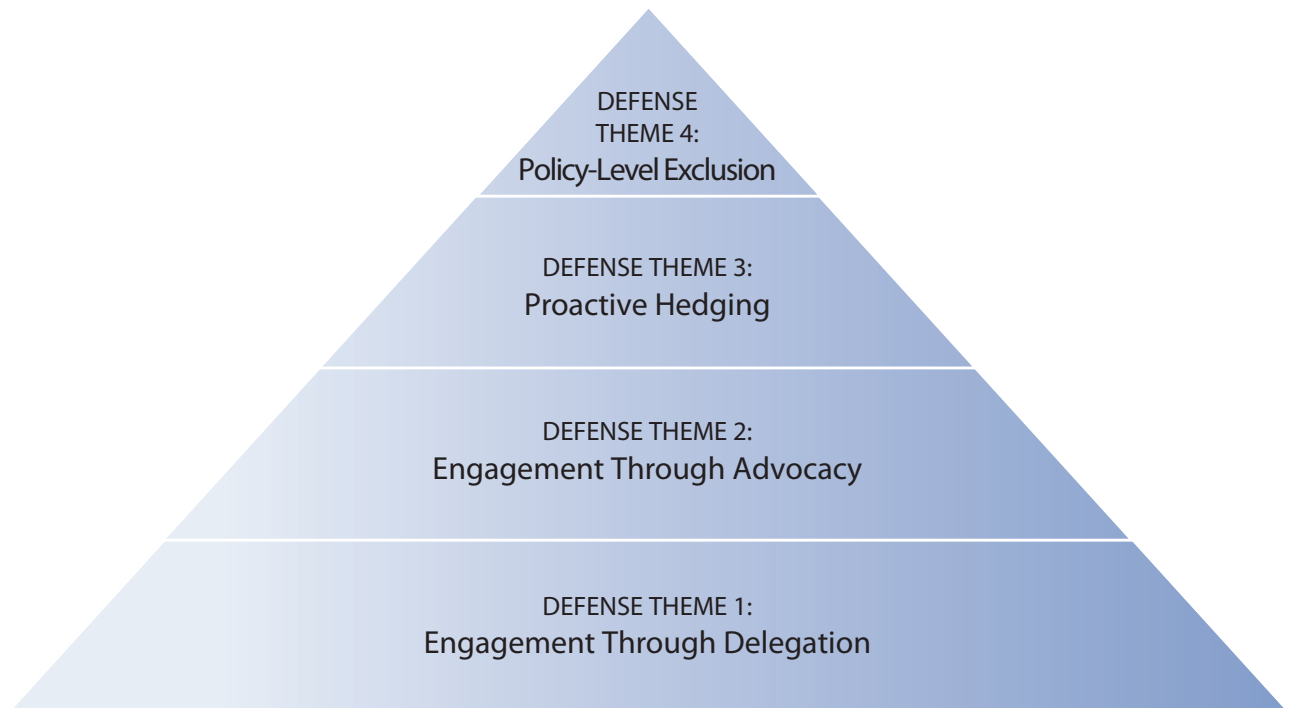 DEFENSE
THEME 4:
Policy-Level Exclusion
DEFENSE THEME 3:
Proactive Hedging
DEFENSE THEME 2:
Engagement Through Advocacy
DEFENSE THEME 1:
Engagement Through Delegation